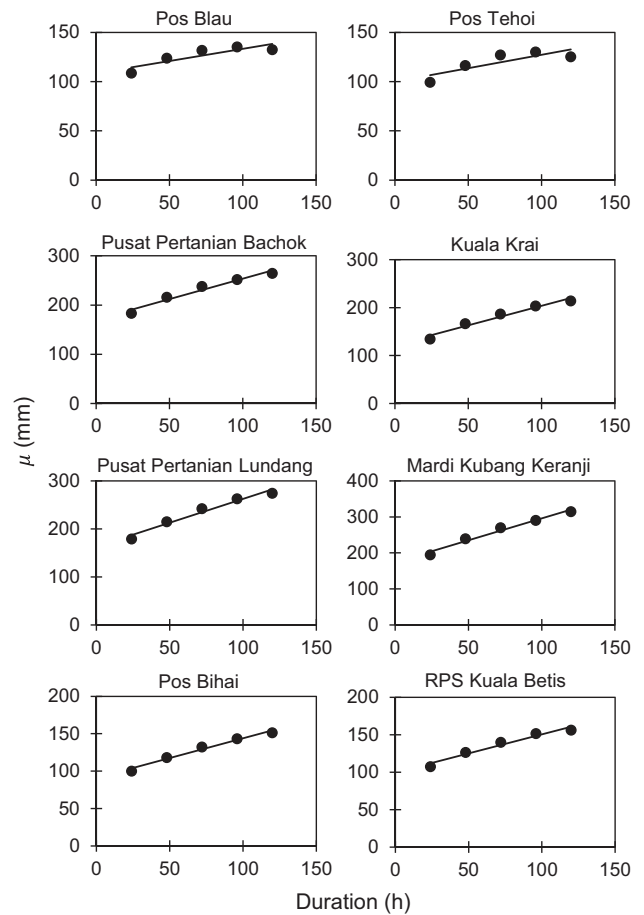 Pos Blau
Pos Tehoi
150
100
50
0
0 50 100 150
150
100
50
0
0 50 100 150
Pusat Pertanian Bachok
Kuala Krai
300
200
100
0
0 50 100 150
300
200
100
0
0 50 100 150
μ (mm)
Pusat Pertanian Lundang
Mardi Kubang Keranji
300
200
100
0
0 50 100 150
400
300
200
100
0
0 50 100 150
Pos Bihai
RPS Kuala Betis
200
150
100
50
0
0 50 100 150
200
150
100
50
0
0 50 100 150
Duration (h)